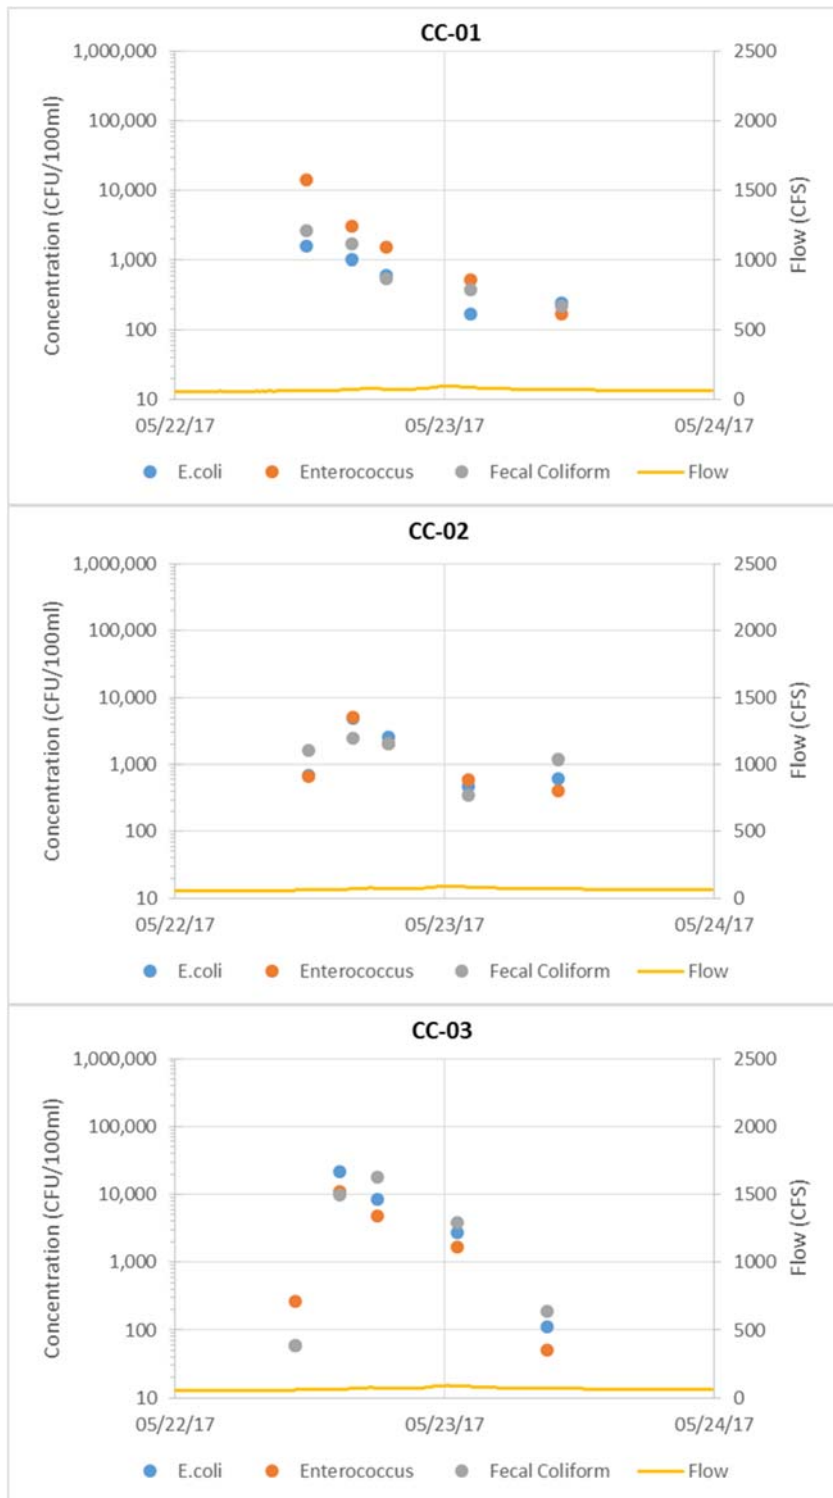 CC-01
1,000,000
100,000
10,000
1,000
100
10
Concentration (CFU/100ml)
2500
2000
1500
1000
500
0
Flow (CFS)
05/22/17 05/23/17 05/24/17
E.coli Enterococcus Fecal Coliform Flow
CC-02
1,000,000
100,000
10,000
1,000
100
10
Concentration (CFU/100ml)
2500
2000
1500
1000
500
0
Flow (CFS)
05/22/17 05/23/17 05/24/17
E.coli Enterococcus Fecal Coliform Flow
CC-03
1,000,000
100,000
10,000
1,000
100
10
Concentration (CFU/100ml)
2500
2000
1500
1000
500
0
Flow (CFS)
05/22/17 05/23/17 05/24/17
E.coli Enterococcus Fecal Coliform Flow